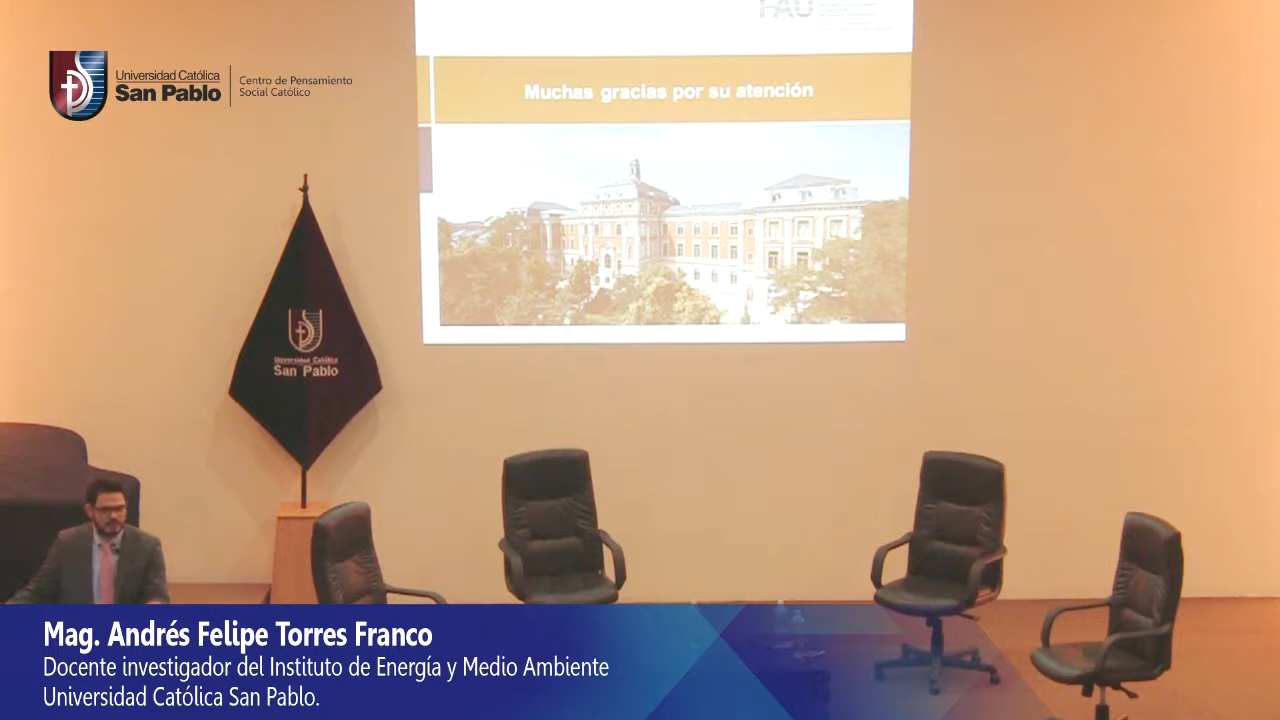 Universidad Católica
San Pablo
Centro de Pensamiento
Social Católico
FAU
Muchas gracias por su atención
Universidad Católica
San Pablo
Mag. Andrés Felipe Torres Franco
Docente investigador del Instituto de Energía y Medio Ambiente
Universidad Católica San Pablo.